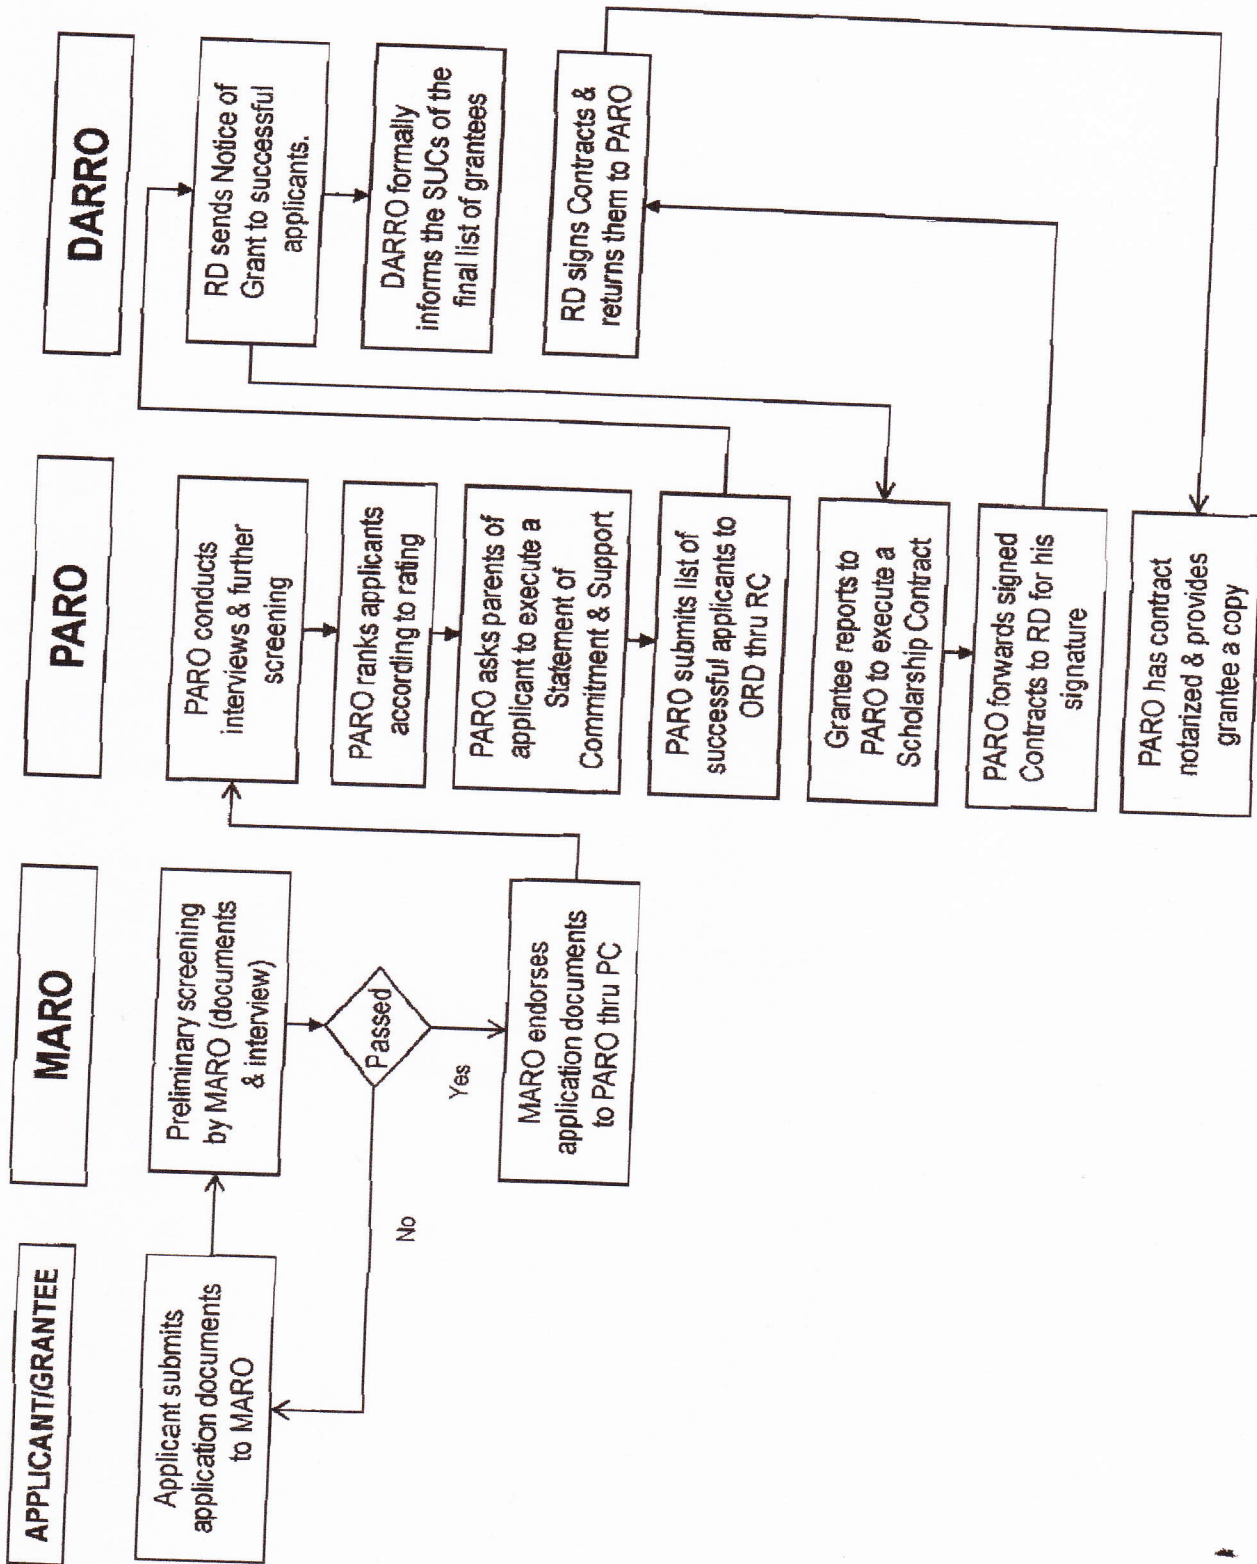 APPLICANT/GRANTEE
Applicant submits
application documents
to MARO
MARO
Preliminary screening
by MARO (documents
& interview)
Passed
No
Yes
MARO endorses
application documents
to PARO thru PC
PARO
PARO conducts
interviews & further
screening
PARO ranks applicants
according to rating
PARO asks parents of
applicant to execute a
Statement of
Commitment & Support
PARO submits list of
successful applicants to
ORD thru RC
Grantee reports to
PARO to execute a
Scholarship Contract
PARO forwards signed
Contracts to RD for his
signature
PARO has contract
notarized & provides
grantee a copy
DARRO
RD sends Notice of
Grant to successful
applicants.
DARRO formally
informs the SUCs of the
final list of grantees
RD signs Contracts &
returns them to PARO